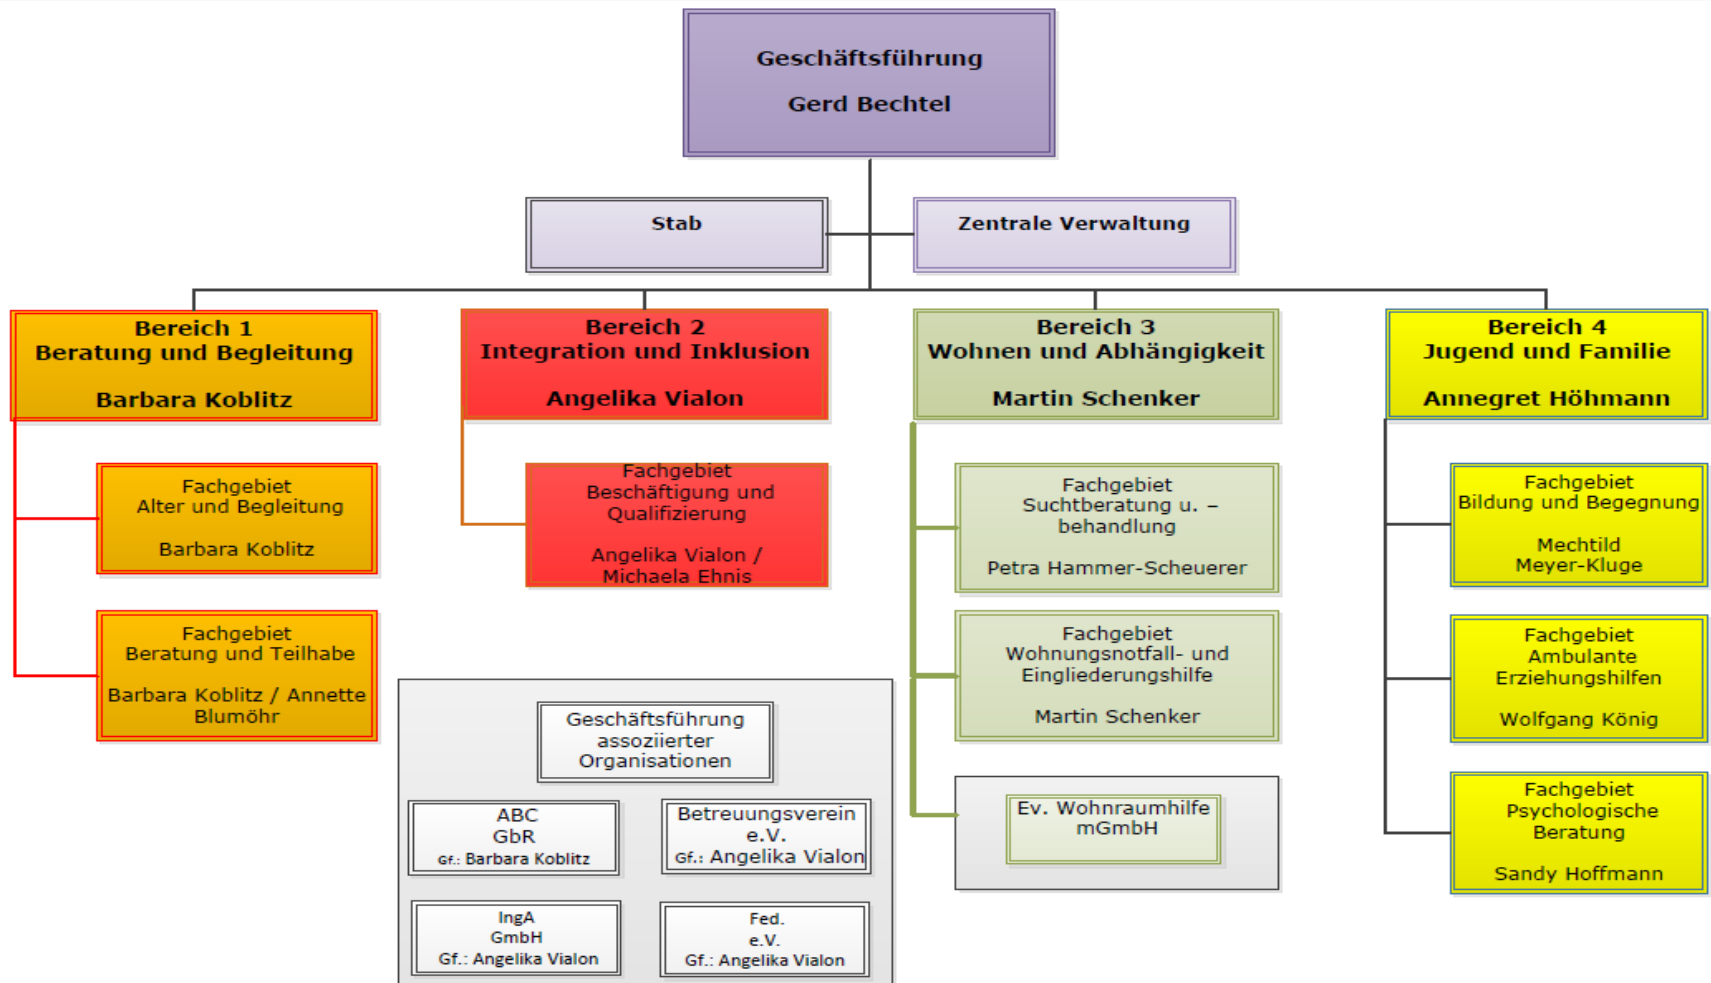 Geschäftsführung
Gerd Bechtel
Stab
Zentrale Verwaltung
Bereich 1
Beratung und Begleitung
Barbara Koblitz
Bereich 2
Integration und Inklusion
Angelika Vialon
Bereich 3
Wohnen und Abhängigkeit
Martin Schenker
Bereich 4
Jugend und Familie
Annegret Höhmann
Fachgebiet
Alter und Begleitung
Barbara Koblitz
Fachgebiet
Beratung und Teilhabe
Barbara Koblitz / Annette
Blumöhr
Fachgebiet
Beschäftigung und
Qualifizierung
Angelika Vialon /
Michaela Ehnis
Fachgebiet
Suchtberatung u. –
behandlung
Petra Hammer-Scheuerer
Fachgebiet
Wohnungsnotfall- und
Eingliederungshilfe
Martin Schenker
Ev. Wohnraumhilfe
mGmbH
Fachgebiet
Bildung und Begegnung
Mechtild
Meyer-Kluge
Fachgebiet
Ambulante
Erziehungshilfen
Wolfgang König
Fachgebiet
Psychologische
Beratung
Sandy Hoffmann
Geschäftsführung
assoziierter
Organisationen
ABC
GbR
Gf.: Barbara Koblitz
Betreuungsverein
e.V.
Gf.: Angelika Vialon
IngA
GmbH
Gf.: Angelika Vialon
Fed.
e.V.
Gf.: Angelika Vialon